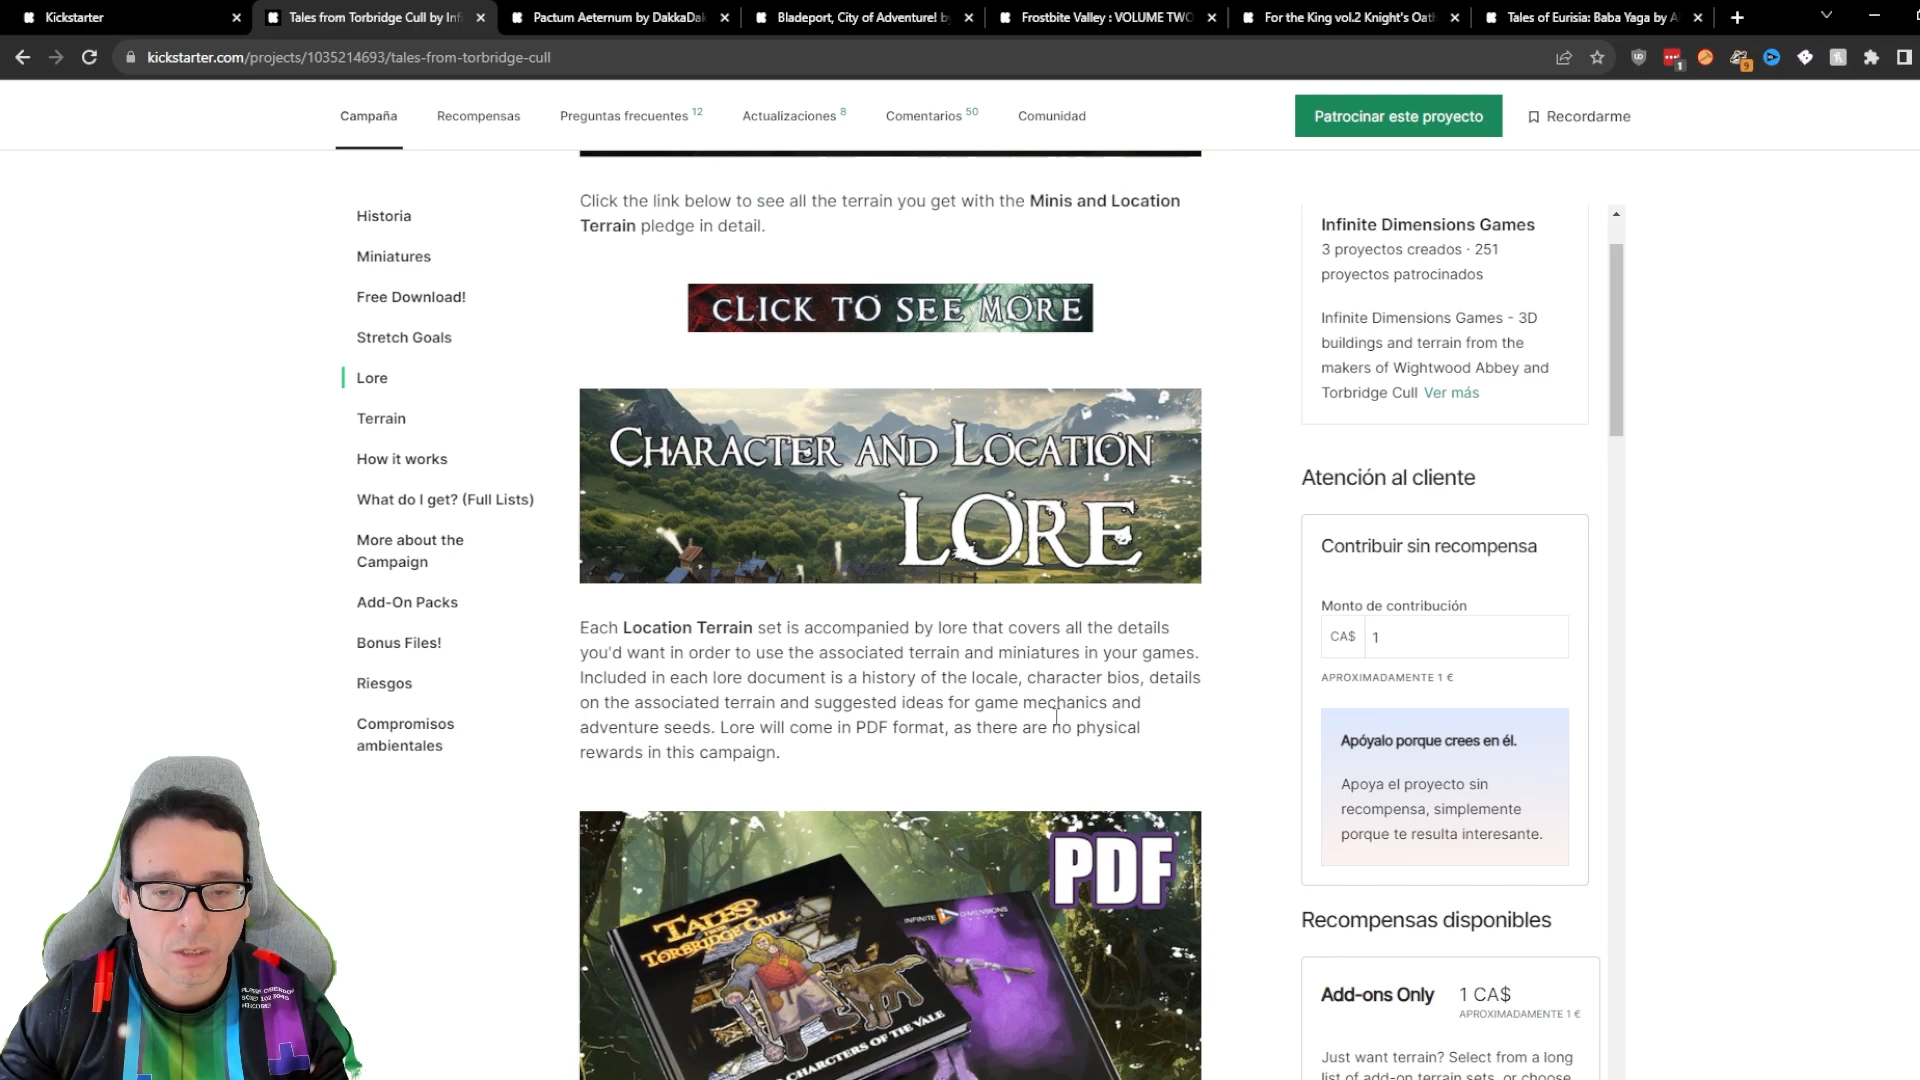 Kickstarter
Tales from Torbridge Cull by Infi
Pactum Aeternum by DakkaDak
Bladeport, City of Adventure! b
Frostbite Valley : VOLUME TWO
For the King vol.2 Knight's Oath
Tales of Eurisia: Baba Yaga by A
kickstarter.com/projects/1035214693/tales-from-torbridge-cull
1
9
Campaña
Recompensas
Preguntas frecuentes 12
Actualizaciones 8
Comentarios 50
Comunidad
Patrocinar este proyecto
Recordarme
Historia
Miniatures
Free Download!
Stretch Goals
Lore
Terrain
How it works
What do I get? (Full Lists)
More about the
Campaign
Add-On Packs
Bonus Files!
Riesgos
Compromisos
ambientales
Click the link below to see all the terrain you get with the Minis and Location
Terrain pledge in detail.
CLICK TO SEE MORE
CHARACTER AND LOCATION
LORE
Each Location Terrain set is accompanied by lore that covers all the details
you'd want in order to use the associated terrain and miniatures in your games.
Included in each lore document is a history of the locale, character bios, details
on the associated terrain and suggested ideas for game mechanics and
adventure seeds. Lore will come in PDF format, as there are no physical
rewards in this campaign.
PDF
TALES
FROM
TORBRIDGE CULL
INFINITE DIMENSIONS
Infinite Dimensions Games
3 proyectos creados · 251
proyectos patrocinados
Infinite Dimensions Games - 3D
buildings and terrain from the
makers of Wightwood Abbey and
Torbridge Cull Ver más
Atención al cliente
Contribuir sin recompensa
Monto de contribución
CA$ 1
APROXIMADAMENTE 1 €
Apóyalo porque crees en él.
Apoya el proyecto sin
recompensa, simplemente
porque te resulta interesante.
Recompensas disponibles
Add-ons Only 1 CA$
APROXIMADAMENTE 1 €
Just want terrain? Select from a long
list of add-on terrain sets, or choose